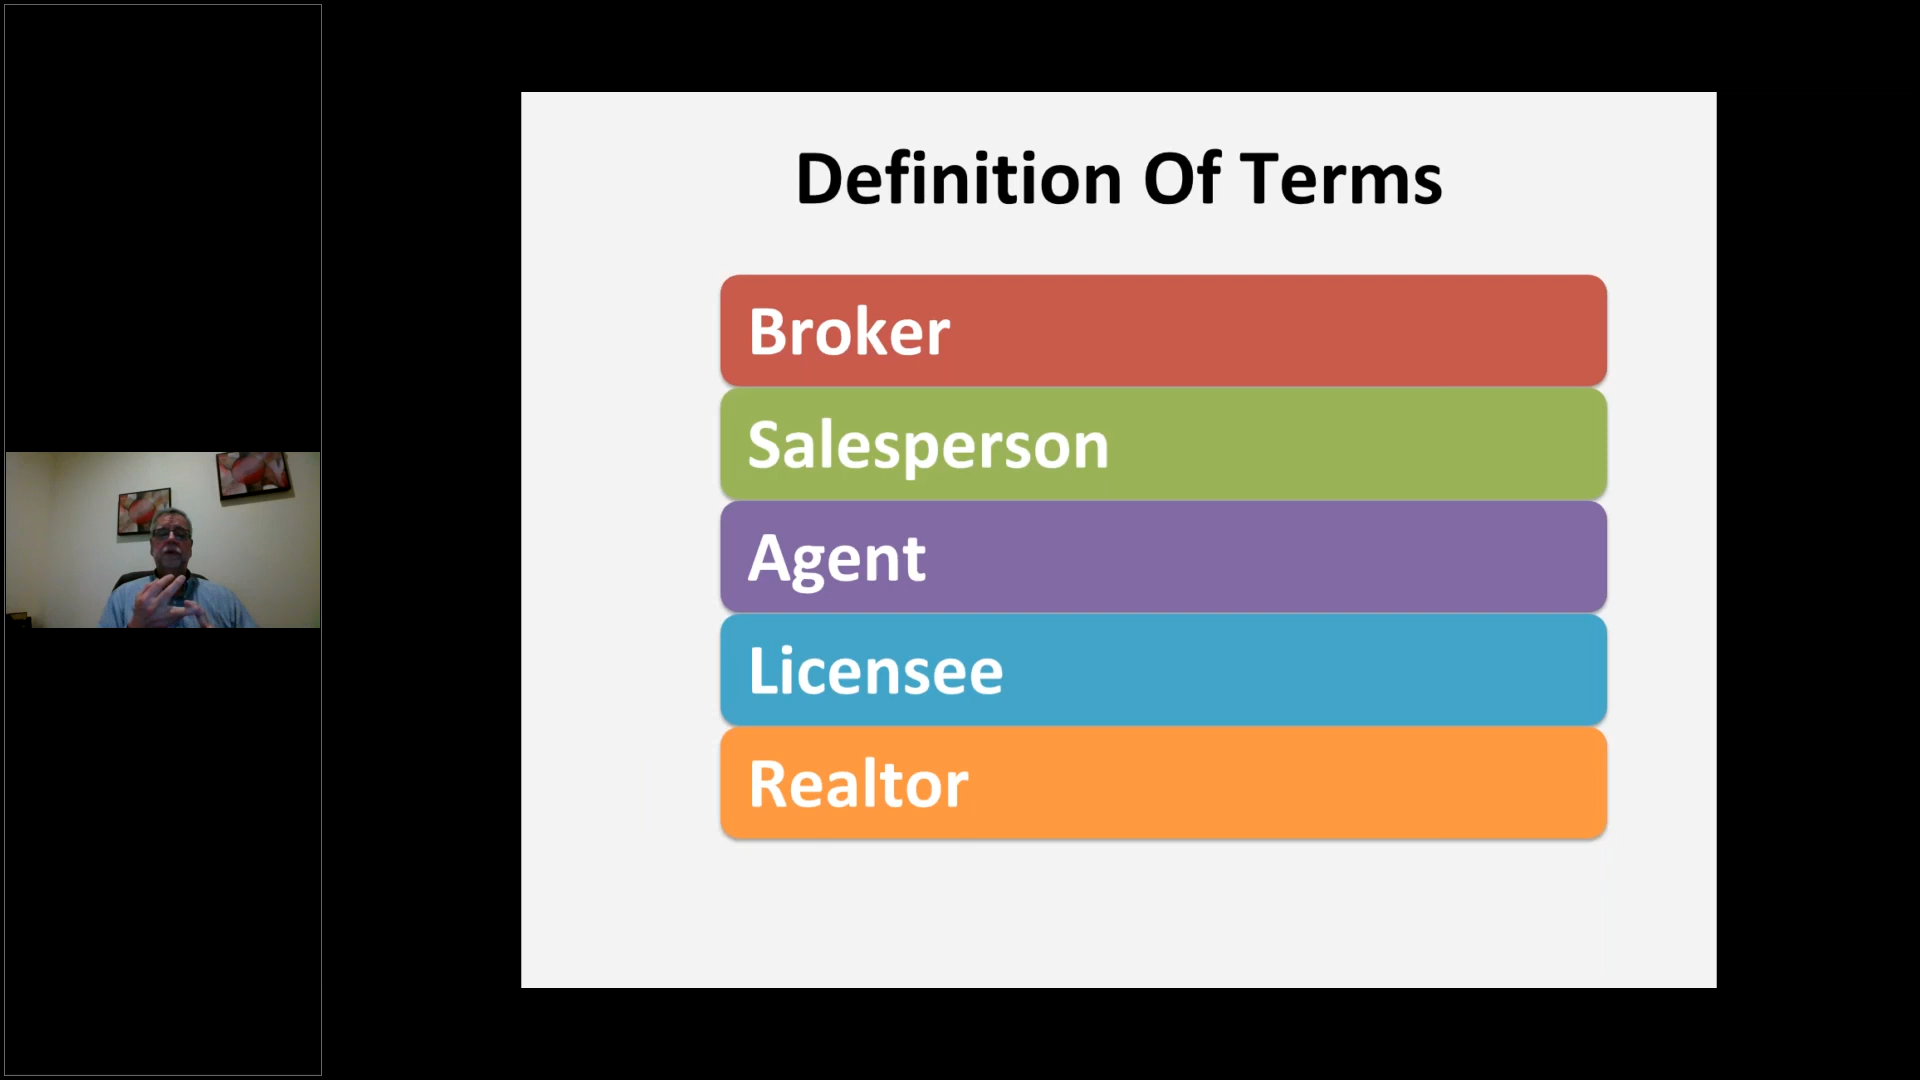 Definition Of Terms
Broker
Salesperson
Agent
Licensee
Realtor